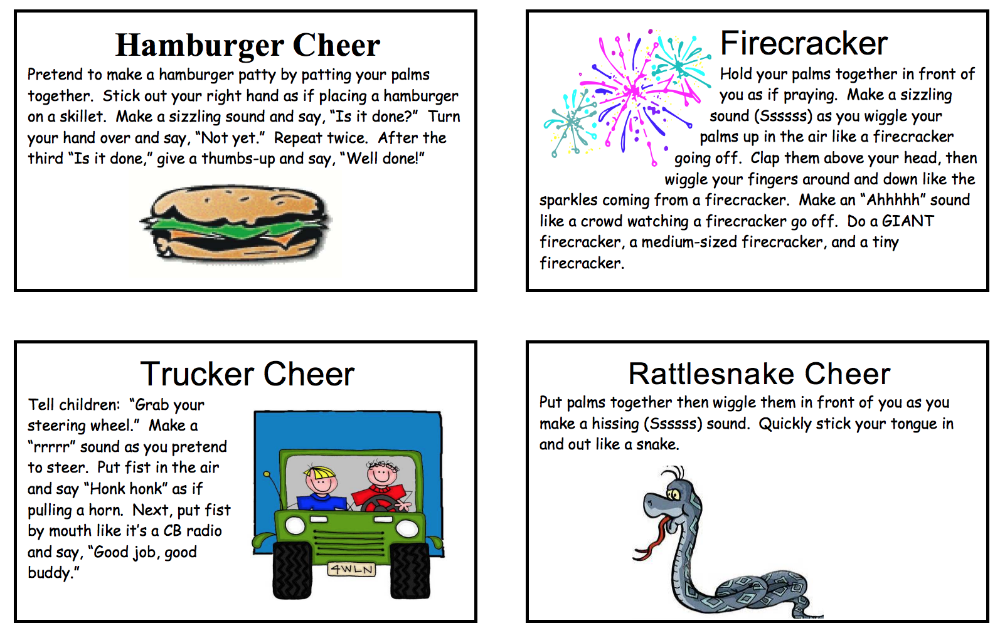 Hamburger Cheer
Pretend to make a hamburger patty by patting your palms
together.  Stick out your right hand as if placing a hamburger
on a skillet.  Make a sizzling sound and say, “Is it done?”  Turn
your hand over and say, “Not yet.”  Repeat twice.  After the
third “Is it done,” give a thumbs-up and say, “Well done!”
Firecracker
Hold your palms together in front of
you as if praying.  Make a sizzling
sound (Ssssss) as you wiggle your
palms up in the air like a firecracker
going off.  Clap them above your head, then
wiggle your fingers around and down like the
sparkles coming from a firecracker.  Make an “Ahhhhh” sound
like a crowd watching a firecracker go off.  Do a GIANT
firecracker, a medium-sized firecracker, and a tiny
firecracker.
Trucker Cheer
Tell children:  “Grab your
steering wheel.”  Make a
“rrrrr” sound as you pretend
to steer.  Put fist in the air
and say “Honk honk” as if
pulling a horn.  Next, put fist
by mouth like it’s a CB radio
and say, “Good job, good
buddy.”
4WLN
Rattlesnake Cheer
Put palms together then wiggle them in front of you as you
make a hissing (Ssssss) sound.  Quickly stick your tongue in
and out like a snake.